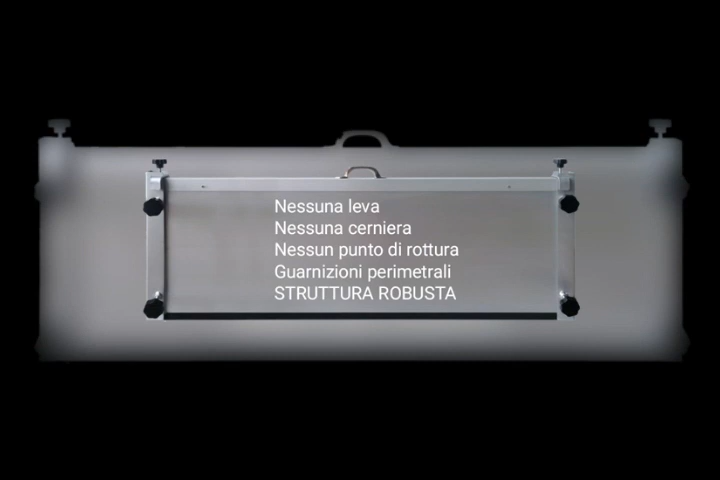 Nessuna leva
Nessuna cerniera
Nessun punto di rottura
Guarnizioni perimetrali
STRUTTURA ROBUSTA